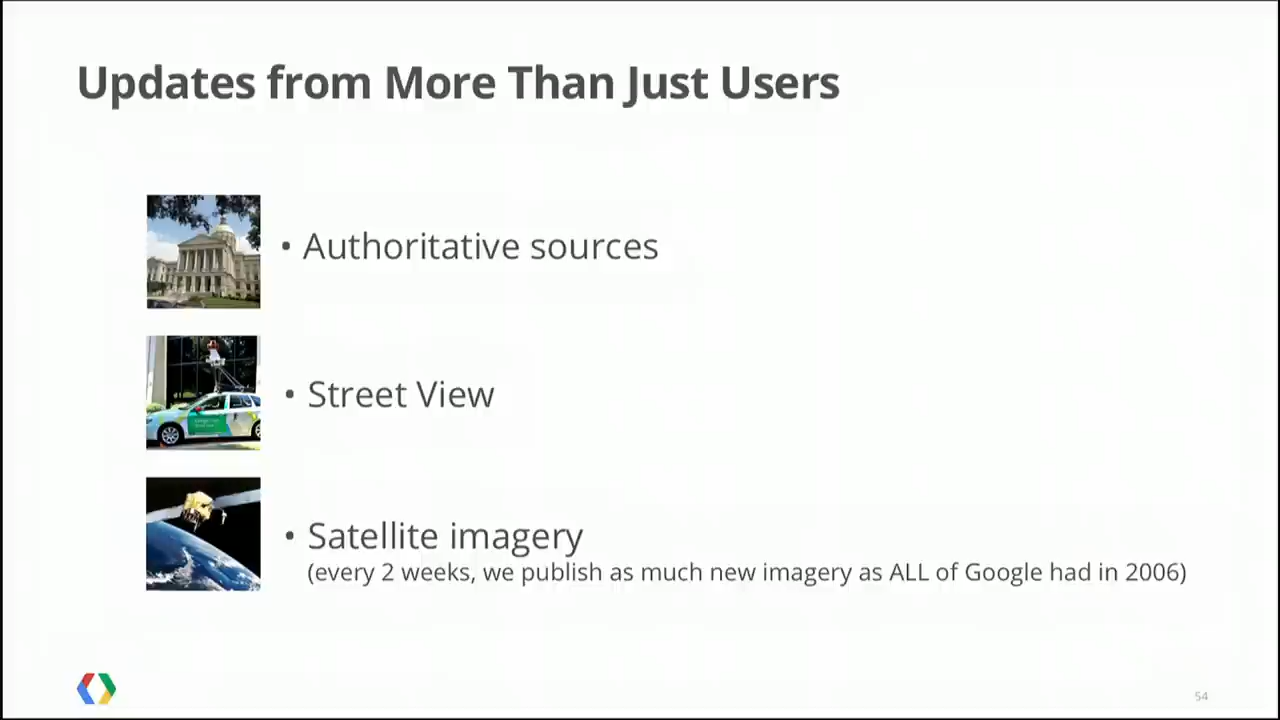 Updates from More Than Just Users
• Authoritative sources
• Street View
• Satellite imagery
(every 2 weeks, we publish as much new imagery as ALL of Google had in 2006)
54